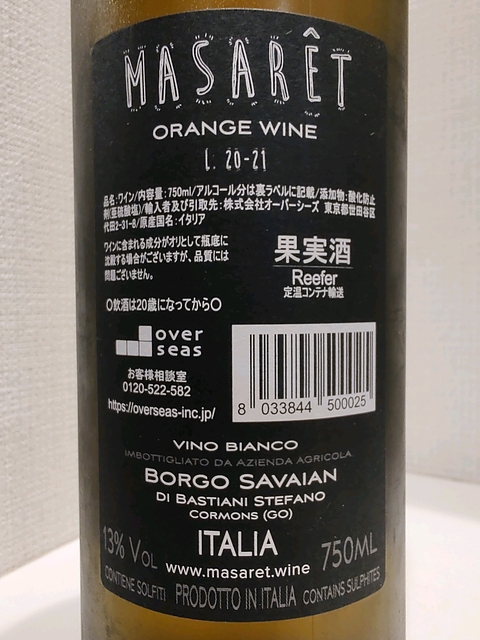 MASARÊT
ORANGE WINE
L. 20-21
品名:ワイン/内容量:750ml/アルコール分は裏ラベルに記載/添加物:酸化防止
剤(亜硫酸塩)/輸入者及び引取先:株式会社オーバーシーズ 東京都世田谷区
代田2-31-8/原産国名:イタリア
ワインに含まれる成分がオリとして瓶底に
沈殿する場合がございますが、品質には
問題ございません。
果実酒
Reefer
定温コンテナ輸送
〇飲酒は20歳になってから〇
over
seas
お客様相談室
0120-522-582
https://overseas-inc.jp/
8 033844 500025
VINO BIANCO
IMBOTTIGLIATO DA AZIENDA AGRICOLA
BORGO SAVAIAN
DI BASTIANI STEFANO
CORMONS (GO)
13% VOL
ITALIA
750ML
www.masaret.wine
CONTIENE SOLFITI PRODOTTO IN ITALIA CONTAINS SULPHITES